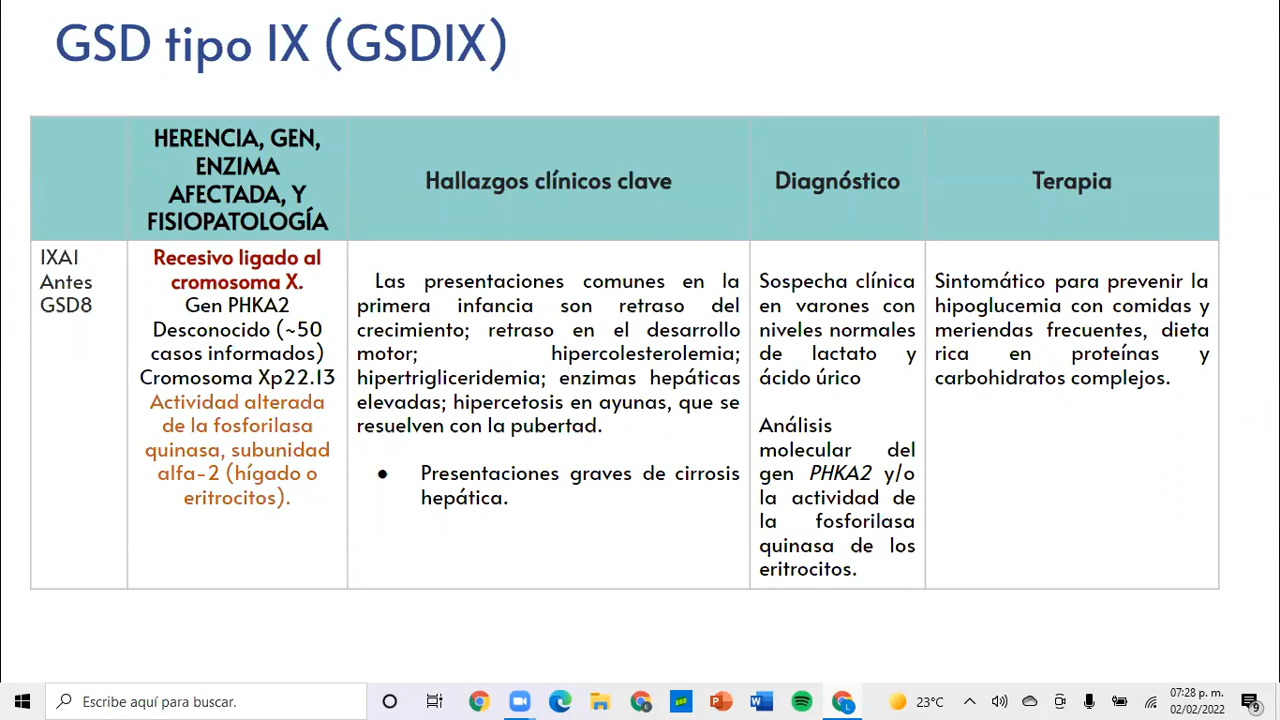 GSD tipo IX (GSDIX)
HERENCIA, GEN,
ENZIMA
AFECTADA, Y
FISIOPATOLOGÍA
Hallazgos clínicos clave
Diagnóstico
Terapia
IXA1
Antes
GSD8
Recesivo ligado al
cromosoma X.
Gen PHKA2
Desconocido (~50
casos informados)
Cromosoma Xp22.13
Actividad alterada
de la fosforilasa
quinasa, subunidad
alfa-2 (hígado o
eritrocitos).
Las presentaciones comunes en la
primera infancia son retraso del
crecimiento; retraso en el desarrollo
motor; hipercolesterolemia;
hipertrigliceridemia; enzimas hepáticas
elevadas; hipercetosis en ayunas, que se
resuelven con la pubertad.
● Presentaciones graves de cirrosis
hepática.
Sospecha clínica
en varones con
niveles normales
de lactato y
ácido úrico
Análisis
molecular del
gen PHKA2 y/o
la actividad de
la fosforilasa
quinasa de los
eritrocitos.
Sintomático para prevenir la
hipoglucemia con comidas y
meriendas frecuentes, dieta
rica en proteínas y
carbohidratos complejos.
Escribe aquí para buscar.
23°C
07:28 p. m.
02/02/2022
9